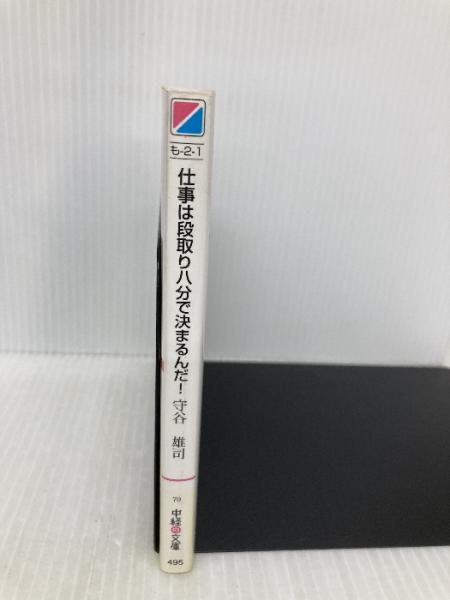 も-2-1
仕事は段取り八分で決まるんだ!
守谷 雄司
70
中経の文庫
495